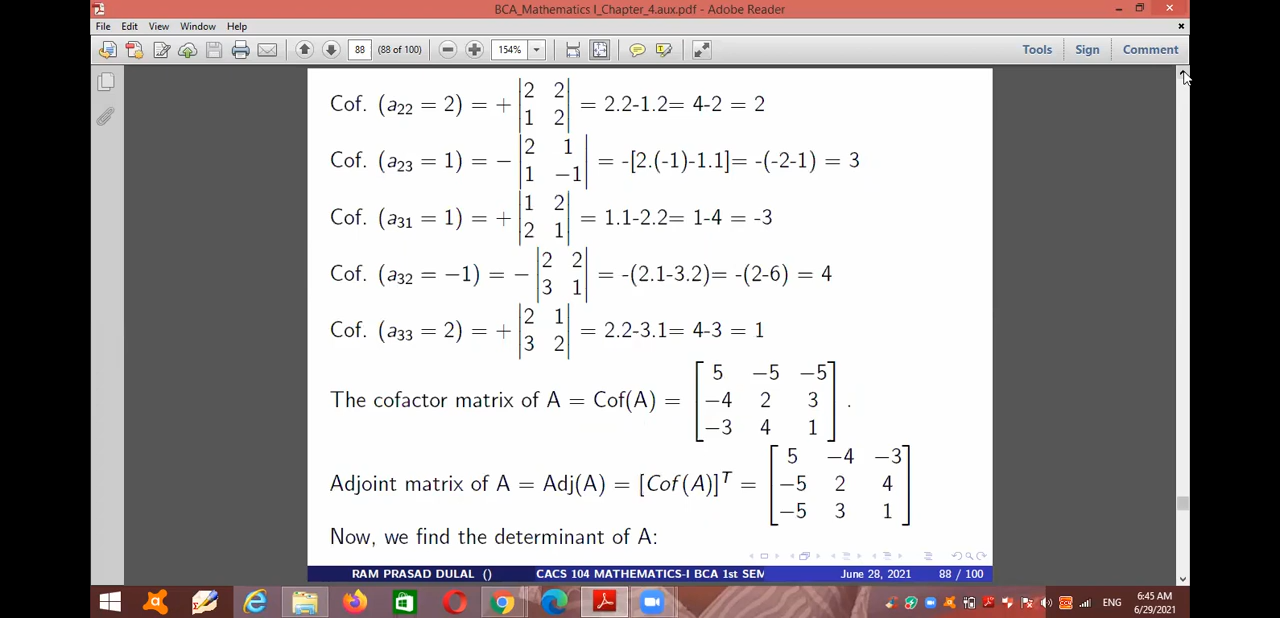 BCA_Mathematics I_Chapter_4.aux.pdf - Adobe Reader
File Edit View Window Help
88 (88 of 100) 154% Tools Sign Comment
Cof. (a₂₂ = 2) = + |2 2; 1 2| = 2.2-1.2= 4-2 = 2
Cof. (a₂₃ = 1) = − |2 1; 1 −1| = -[2.(-1)-1.1]= -(-2-1) = 3
Cof. (a₃₁ = 1) = + |1 2; 2 1| = 1.1-2.2= 1-4 = -3
Cof. (a₃₂ = −1) = − |2 2; 3 1| = -(2.1-3.2)= -(2-6) = 4
Cof. (a₃₃ = 2) = + |2 1; 3 2| = 2.2-3.1= 4-3 = 1
The cofactor matrix of A = Cof(A) = [5 −5 −5; −4 2 3; −3 4 1] .
Adjoint matrix of A = Adj(A) = [Cof(A)]ᵀ = [5 −4 −3; −5 2 4; −5 3 1]
Now, we find the determinant of A:
RAM PRASAD DULAL () CACS 104 MATHEMATICS-I BCA 1st SEM June 28, 2021 88 / 100
ENG 6:45 AM
6/29/2021